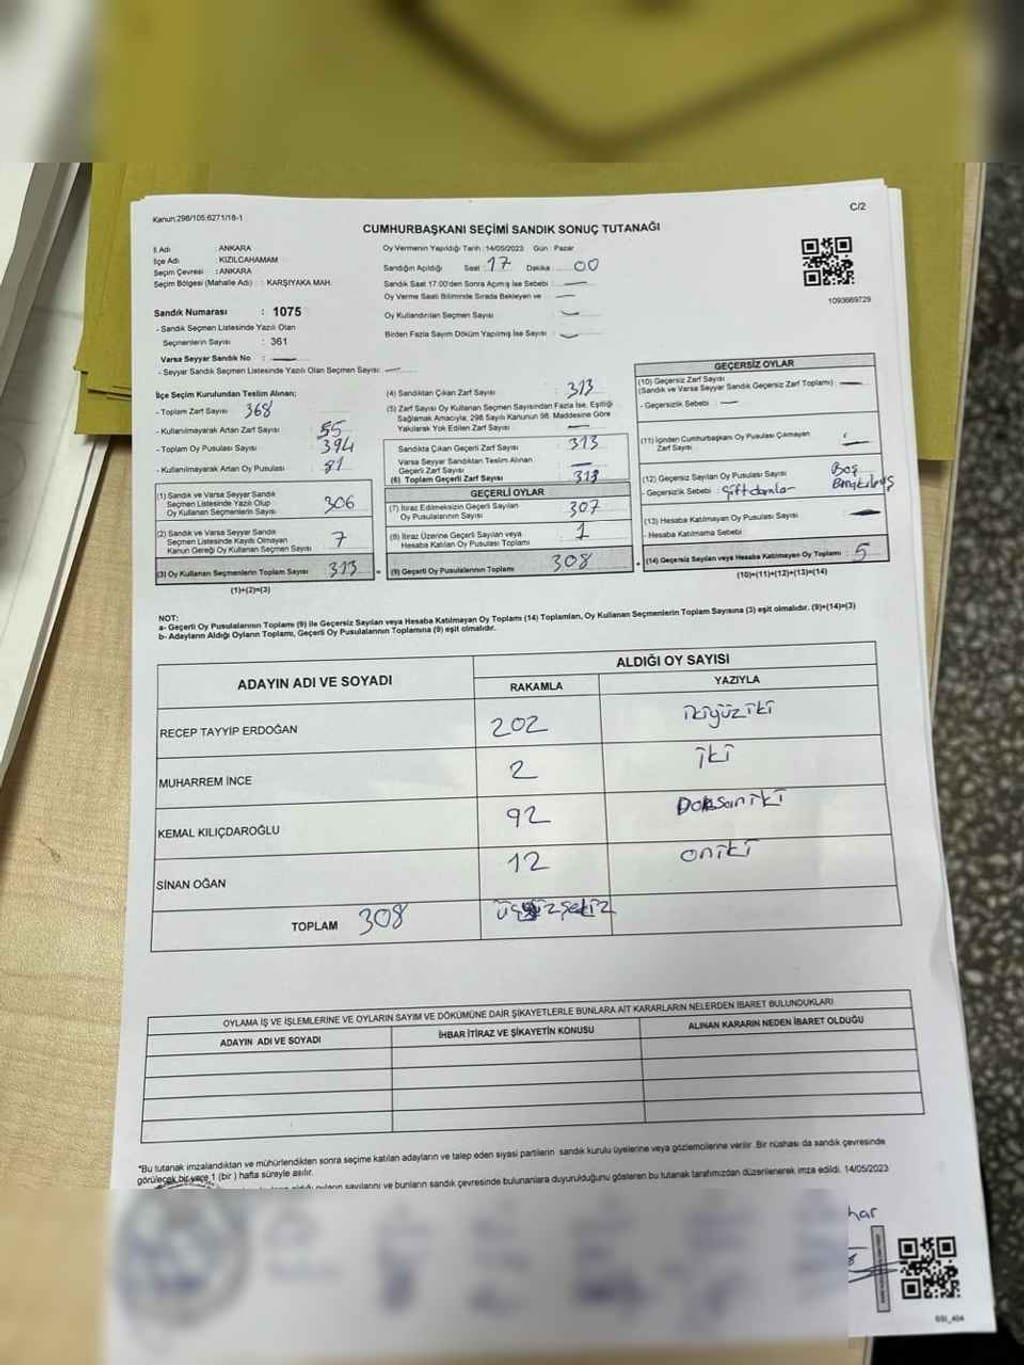 Kanun:298/105:6271/18-1
C/2
CUMHURBAŞKANI SEÇİMİ SANDIK SONUÇ TUTANAĞI
İl Adı : ANKARA
İlçe Adı : KIZILCAHAMAM
Seçim Çevresi : ANKARA
Seçim Bölgesi (Mahalle Adı) : KARŞIYAKA MAH.
Oy Vermenin Yapıldığı Tarih :14/05/2023 Gün : Pazar
Sandığın Açıldığı Saat : 17 Dakika : 00
Sandık Saat 17.00'den Sonra Açılmış İse Sebebi :
Oy Verme Saati Bitiminde Sırada Bekleyen ve
Oy Kullandırılan Seçmen Sayısı :
Birden Fazla Sayım Döküm Yapılmış İse Sayısı :
1093669729
Sandık Numarası : 1075
- Sandık Seçmen Listesinde Yazılı Olan
Seçmenlerin Sayısı : 361
Varsa Seyyar Sandık No :
- Seyyar Sandık Seçmen Listesinde Yazılı Olan Seçmen Sayısı :
İlçe Seçim Kurulundan Teslim Alınan;
- Toplam Zarf Sayısı : 368
- Kullanılmayarak Artan Zarf Sayısı : 55
- Toplam Oy Pusulası Sayısı : 394
- Kullanılmayarak Artan Oy Pusulası : 81
(1) Sandık ve Varsa Seyyar Sandık
Seçmen Listesinde Yazılı Olup
Oy Kullanan Seçmenlerin Sayısı : 306
(2) Sandık ve Varsa Seyyar Sandık
Seçmen Listesinde Kayıtlı Olmayan
Kanun Gereği Oy Kullanan Seçmen Sayısı : 7
(3) Oy Kullanan Seçmenlerin Toplam Sayısı : 313
(1)+(2)=(3)
(4) Sandıktan Çıkan Zarf Sayısı : 313
(5) Zarf Sayısı Oy Kullanan Seçmen Sayısından Fazla İse, Eşitliği
Sağlamak Amacıyla; 298 Sayılı Kanunun 98. Maddesine Göre
Yakılarak Yok Edilen Zarf Sayısı :
Sandıkta Çıkan Geçerli Zarf Sayısı : 313
Varsa Seyyar Sandıktan Teslim Alınan
Geçerli Zarf Sayısı :
(6) Toplam Geçerli Zarf Sayısı : 313
GEÇERLİ OYLAR
(7) İtiraz Edilmeksizin Geçerli Sayılan
Oy Pusulalarının Sayısı : 307
(8) İtiraz Üzerine Geçerli Sayılan veya
Hesaba Katılan Oy Pusulası Toplamı : 1
= (9) Geçerli Oy Pusulalarının Toplamı : 308
GEÇERSİZ OYLAR
(10) Geçersiz Zarf Sayısı
(Sandık ve Varsa Seyyar Sandık Geçersiz Zarf Toplamı) :
- Geçersizlik Sebebi :
(11) İçinden Cumhurbaşkanı Oy Pusulası Çıkmayan
Zarf Sayısı
(12) Geçersiz Sayılan Oy Pusulası Sayısı : Boş
- Geçersizlik Sebebi :
(13) Hesaba Katılmayan Oy Pusulası Sayısı :
- Hesaba Katılmama Sebebi
+ (14) Geçersiz Sayılan veya Hesaba Katılmayan Oy Toplamı : 5
(10)+(11)+(12)+(13)=(14)
NOT:
a- Geçerli Oy Pusulalarının Toplamı (9) ile Geçersiz Sayılan veya Hesaba Katılmayan Oy Toplamı (14) Toplamları, Oy Kullanan Seçmenlerin Toplam Sayısına (3) eşit olmalıdır. (9)+(14)=(3)
b- Adayların Aldığı Oyların Toplamı, Geçerli Oy Pusulalarının Toplamına (9) eşit olmalıdır.
ADAYIN ADI VE SOYADI ALDIĞI OY SAYISI
RAKAMLA YAZIYLA
RECEP TAYYİP ERDOĞAN 202 ikiyüziki
MUHARREM İNCE 2 iki
KEMAL KILIÇDAROĞLU 92 Doksaniki
SİNAN OĞAN 12 oniki
TOPLAM 308 üçyüzsekiz
OYLAMA İŞ VE İŞLEMLERİNE VE OYLARIN SAYIM VE DÖKÜMÜNE DAİR ŞİKAYETLERLE BUNLARA AİT KARARLARIN NELERDEN İBARET BULUNDUKLARI
ADAYIN ADI VE SOYADI İHBAR İTİRAZ VE ŞİKAYETİN KONUSU ALINAN KARARIN NEDEN İBARET OLDUĞU
*Bu tutanak imzalandıktan ve mühürlendikten sonra seçime katılan adayların ve talep eden siyasi partilerin sandık kurulu üyelerine veya gözlemcilerine verilir. Bir nüshası da sandık çevresinde
görülecek bir yere 1 (bir ) hafta süreyle asılır.
sayılarını ve bunların sandık çevresinde bulunanlara duyurulduğunu gösteren bu tutanak tarafımızdan düzenlenerek imza edildi. 14/05/2023